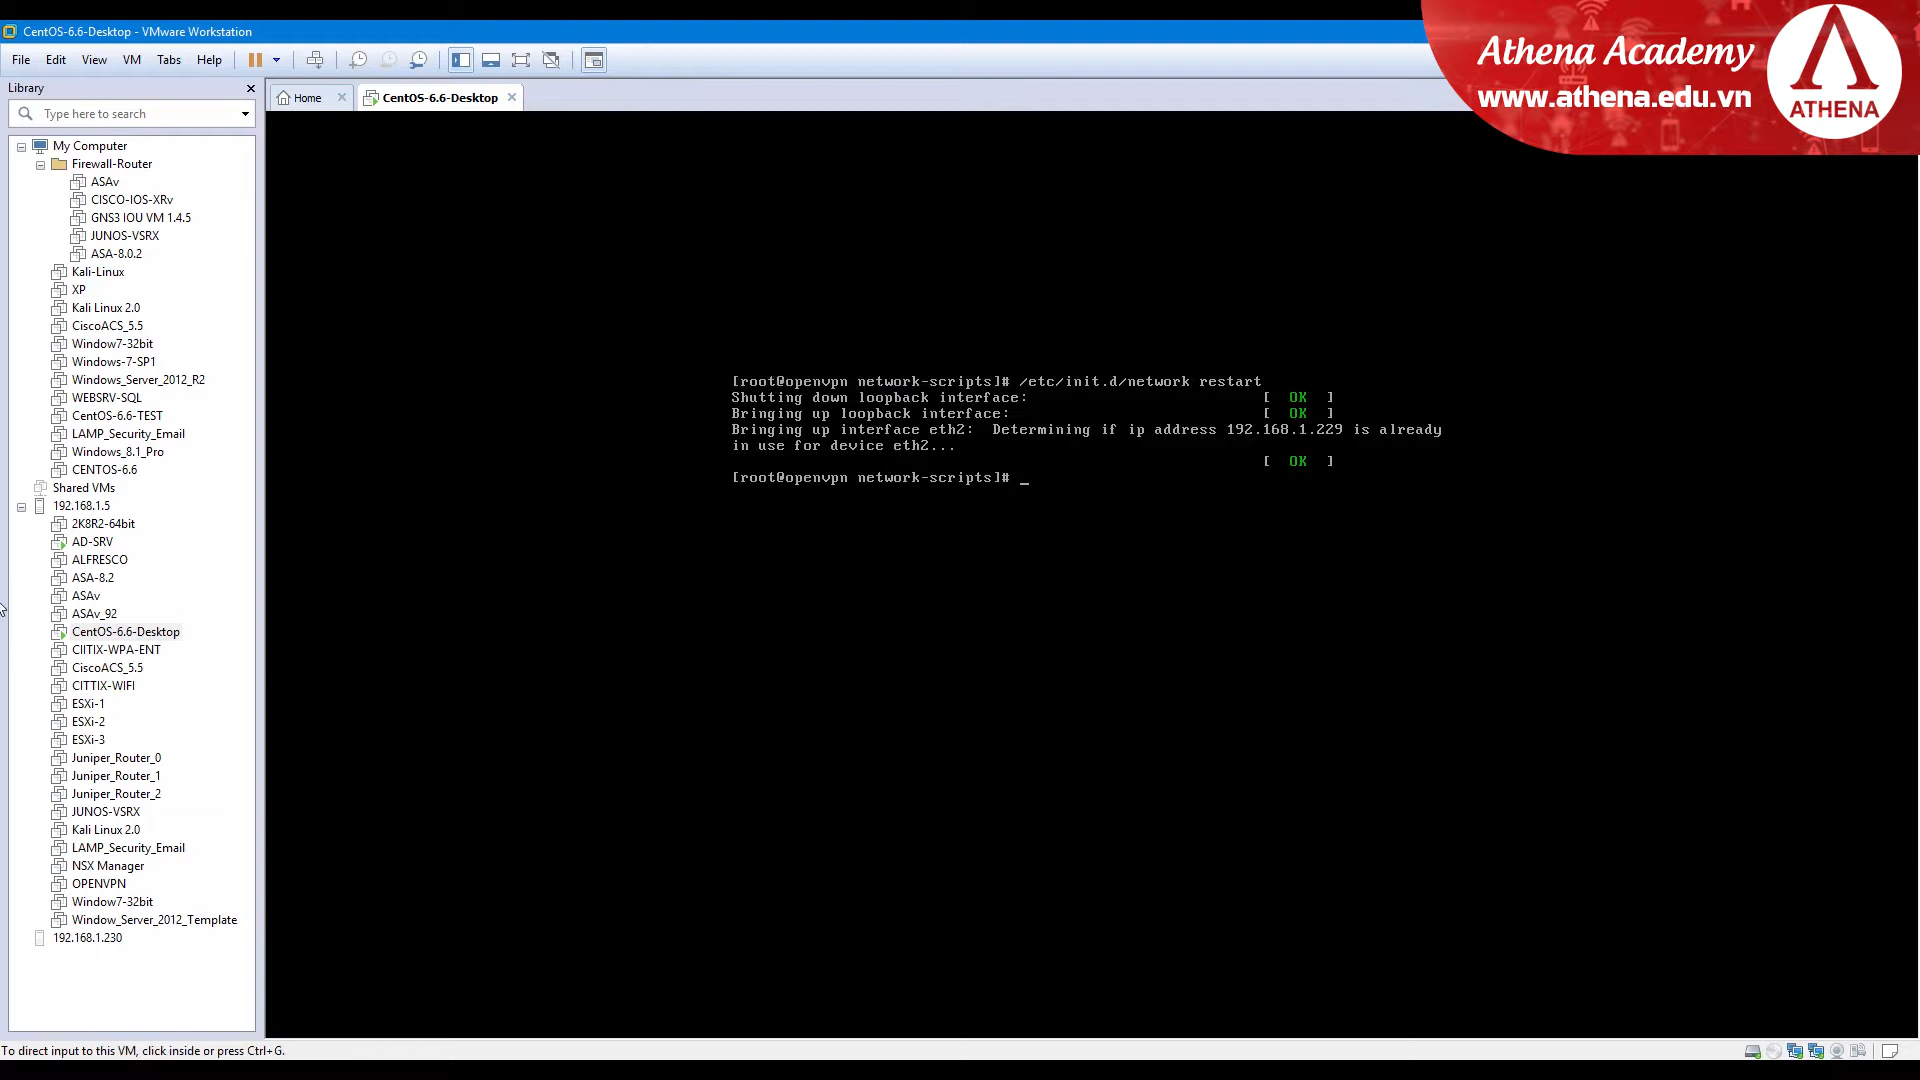 CentOS-6.6-Desktop - VMware Workstation
File Edit View VM Tabs Help
Athena Academy
www.athena.edu.vn
ATHENA
Library
Type here to search
Home
CentOS-6.6-Desktop
My Computer
Firewall-Router
ASAv
CISCO-IOS-XRv
GNS3 IOU VM 1.4.5
JUNOS-VSRX
ASA-8.0.2
Kali-Linux
XP
Kali Linux 2.0
CiscoACS_5.5
Window7-32bit
Windows-7-SP1
Windows_Server_2012_R2
WEBSRV-SQL
CentOS-6.6-TEST
LAMP_Security_Email
Windows_8.1_Pro
CENTOS-6.6
Shared VMs
192.168.1.5
2K8R2-64bit
AD-SRV
ALFRESCO
ASA-8.2
ASAv
ASAv_92
CentOS-6.6-Desktop
CIITIX-WPA-ENT
CiscoACS_5.5
CITTIX-WIFI
ESXi-1
ESXi-2
ESXi-3
Juniper_Router_0
Juniper_Router_1
Juniper_Router_2
JUNOS-VSRX
Kali Linux 2.0
LAMP_Security_Email
NSX Manager
OPENVPN
Window7-32bit
Window_Server_2012_Template
192.168.1.230
[root@openvpn network-scripts]# /etc/init.d/network restart
Shutting down loopback interface: [ OK ]
Bringing up loopback interface: [ OK ]
Bringing up interface eth2: Determining if ip address 192.168.1.229 is already
in use for device eth2...
[ OK ]
[root@openvpn network-scripts]# _
To direct input to this VM, click inside or press Ctrl+G.